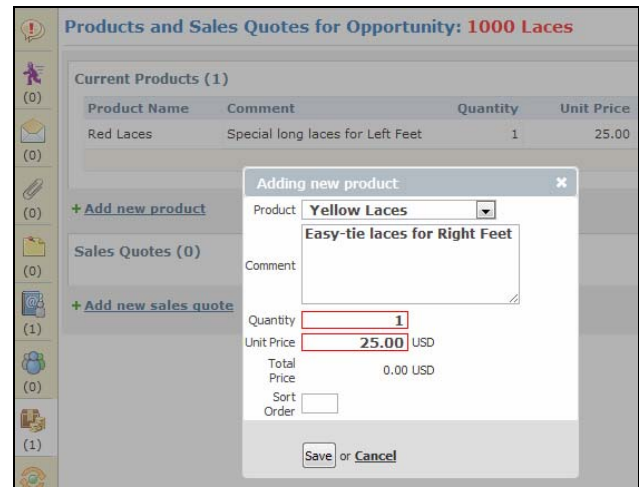 Products and Sales Quotes for Opportunity: 1000 Laces
(0)
(0)
(0)
(0)
(1)
(0)
(1)
Current Products (1)
Product Name Comment Quantity Unit Price
Red Laces Special long laces for Left Feet 1 25.00
+ Add new product
Sales Quotes (0)
+ Add new sales quote
Adding new product
Product Yellow Laces
Comment Easy-tie laces for Right Feet
Quantity 1
Unit Price 25.00 USD
Total
Price 0.00 USD
Sort
Order
Save or Cancel